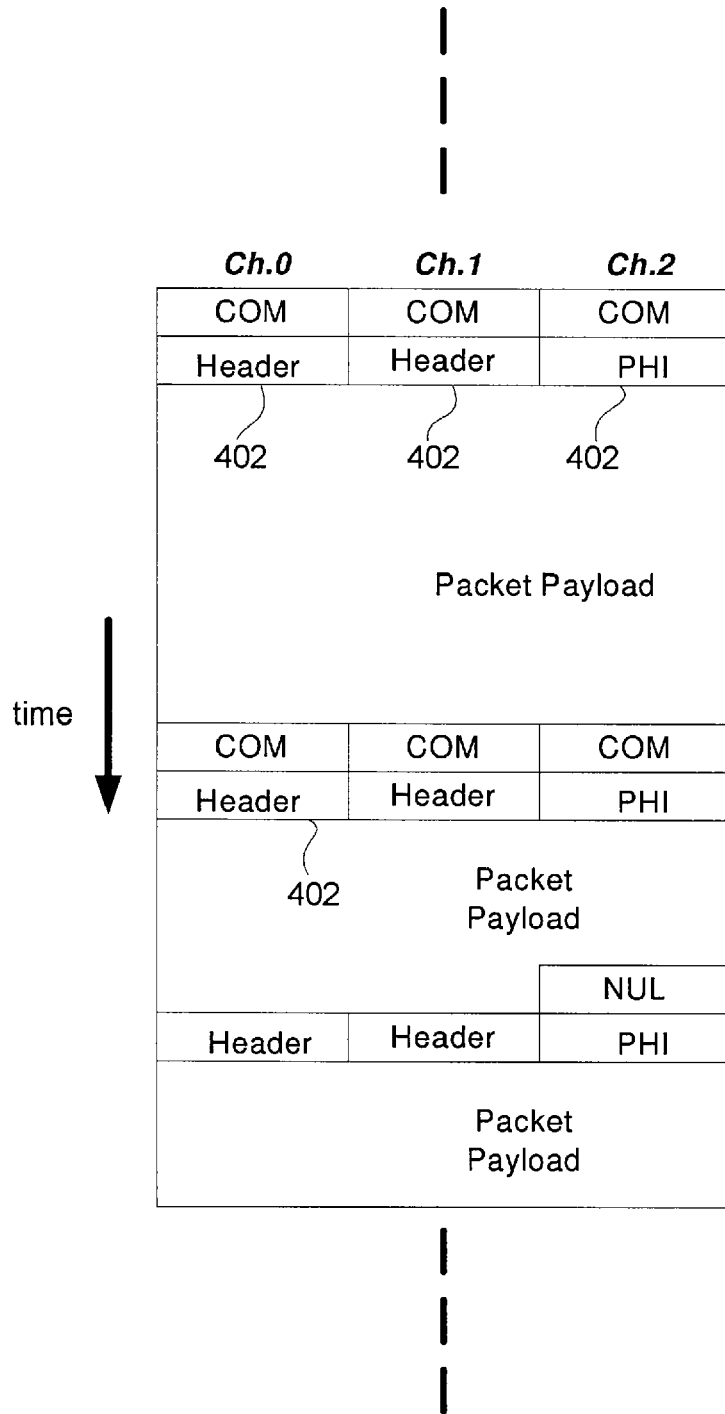 Ch.0 Ch.1 Ch.2
COM COM COM
Header Header PHI
402 402 402
Packet Payload
time
COM COM COM
Header Header PHI
402
Packet
Payload
NUL
Header Header PHI
Packet
Payload